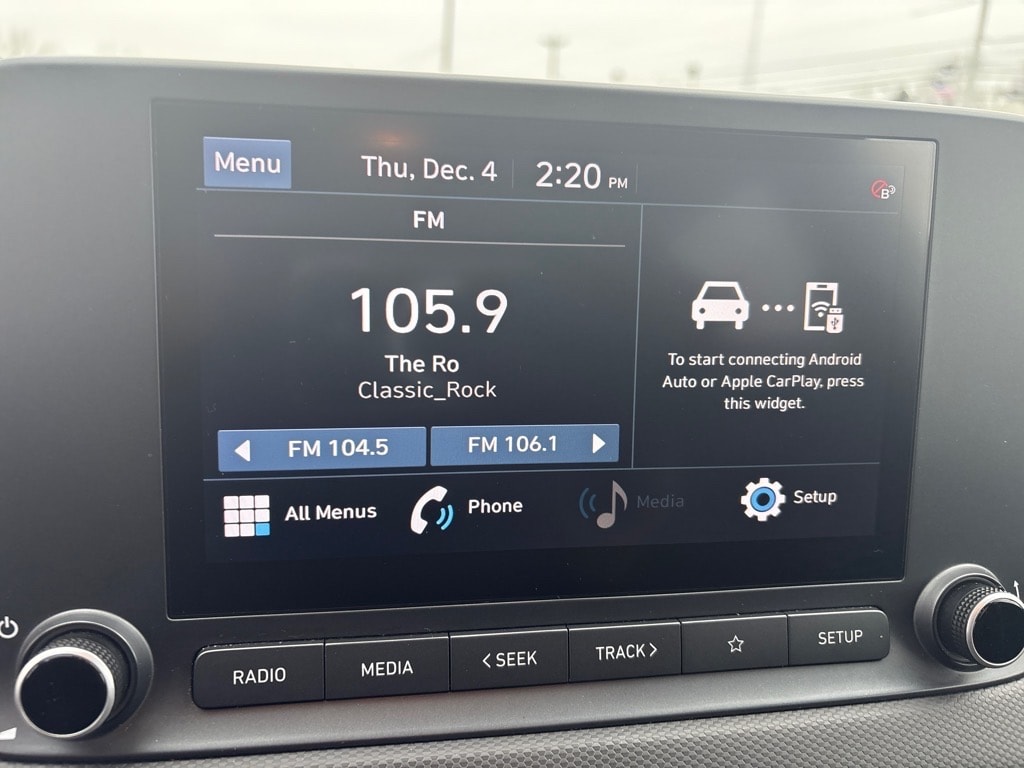 Menu
Thu, Dec. 4
2:20 PM
B
FM
105.9
The Ro
Classic_Rock
FM 104.5
FM 106.1
To start connecting Android
Auto or Apple CarPlay, press
this widget.
All Menus
Phone
Media
Setup
RADIO
MEDIA
< SEEK
TRACK >
SETUP